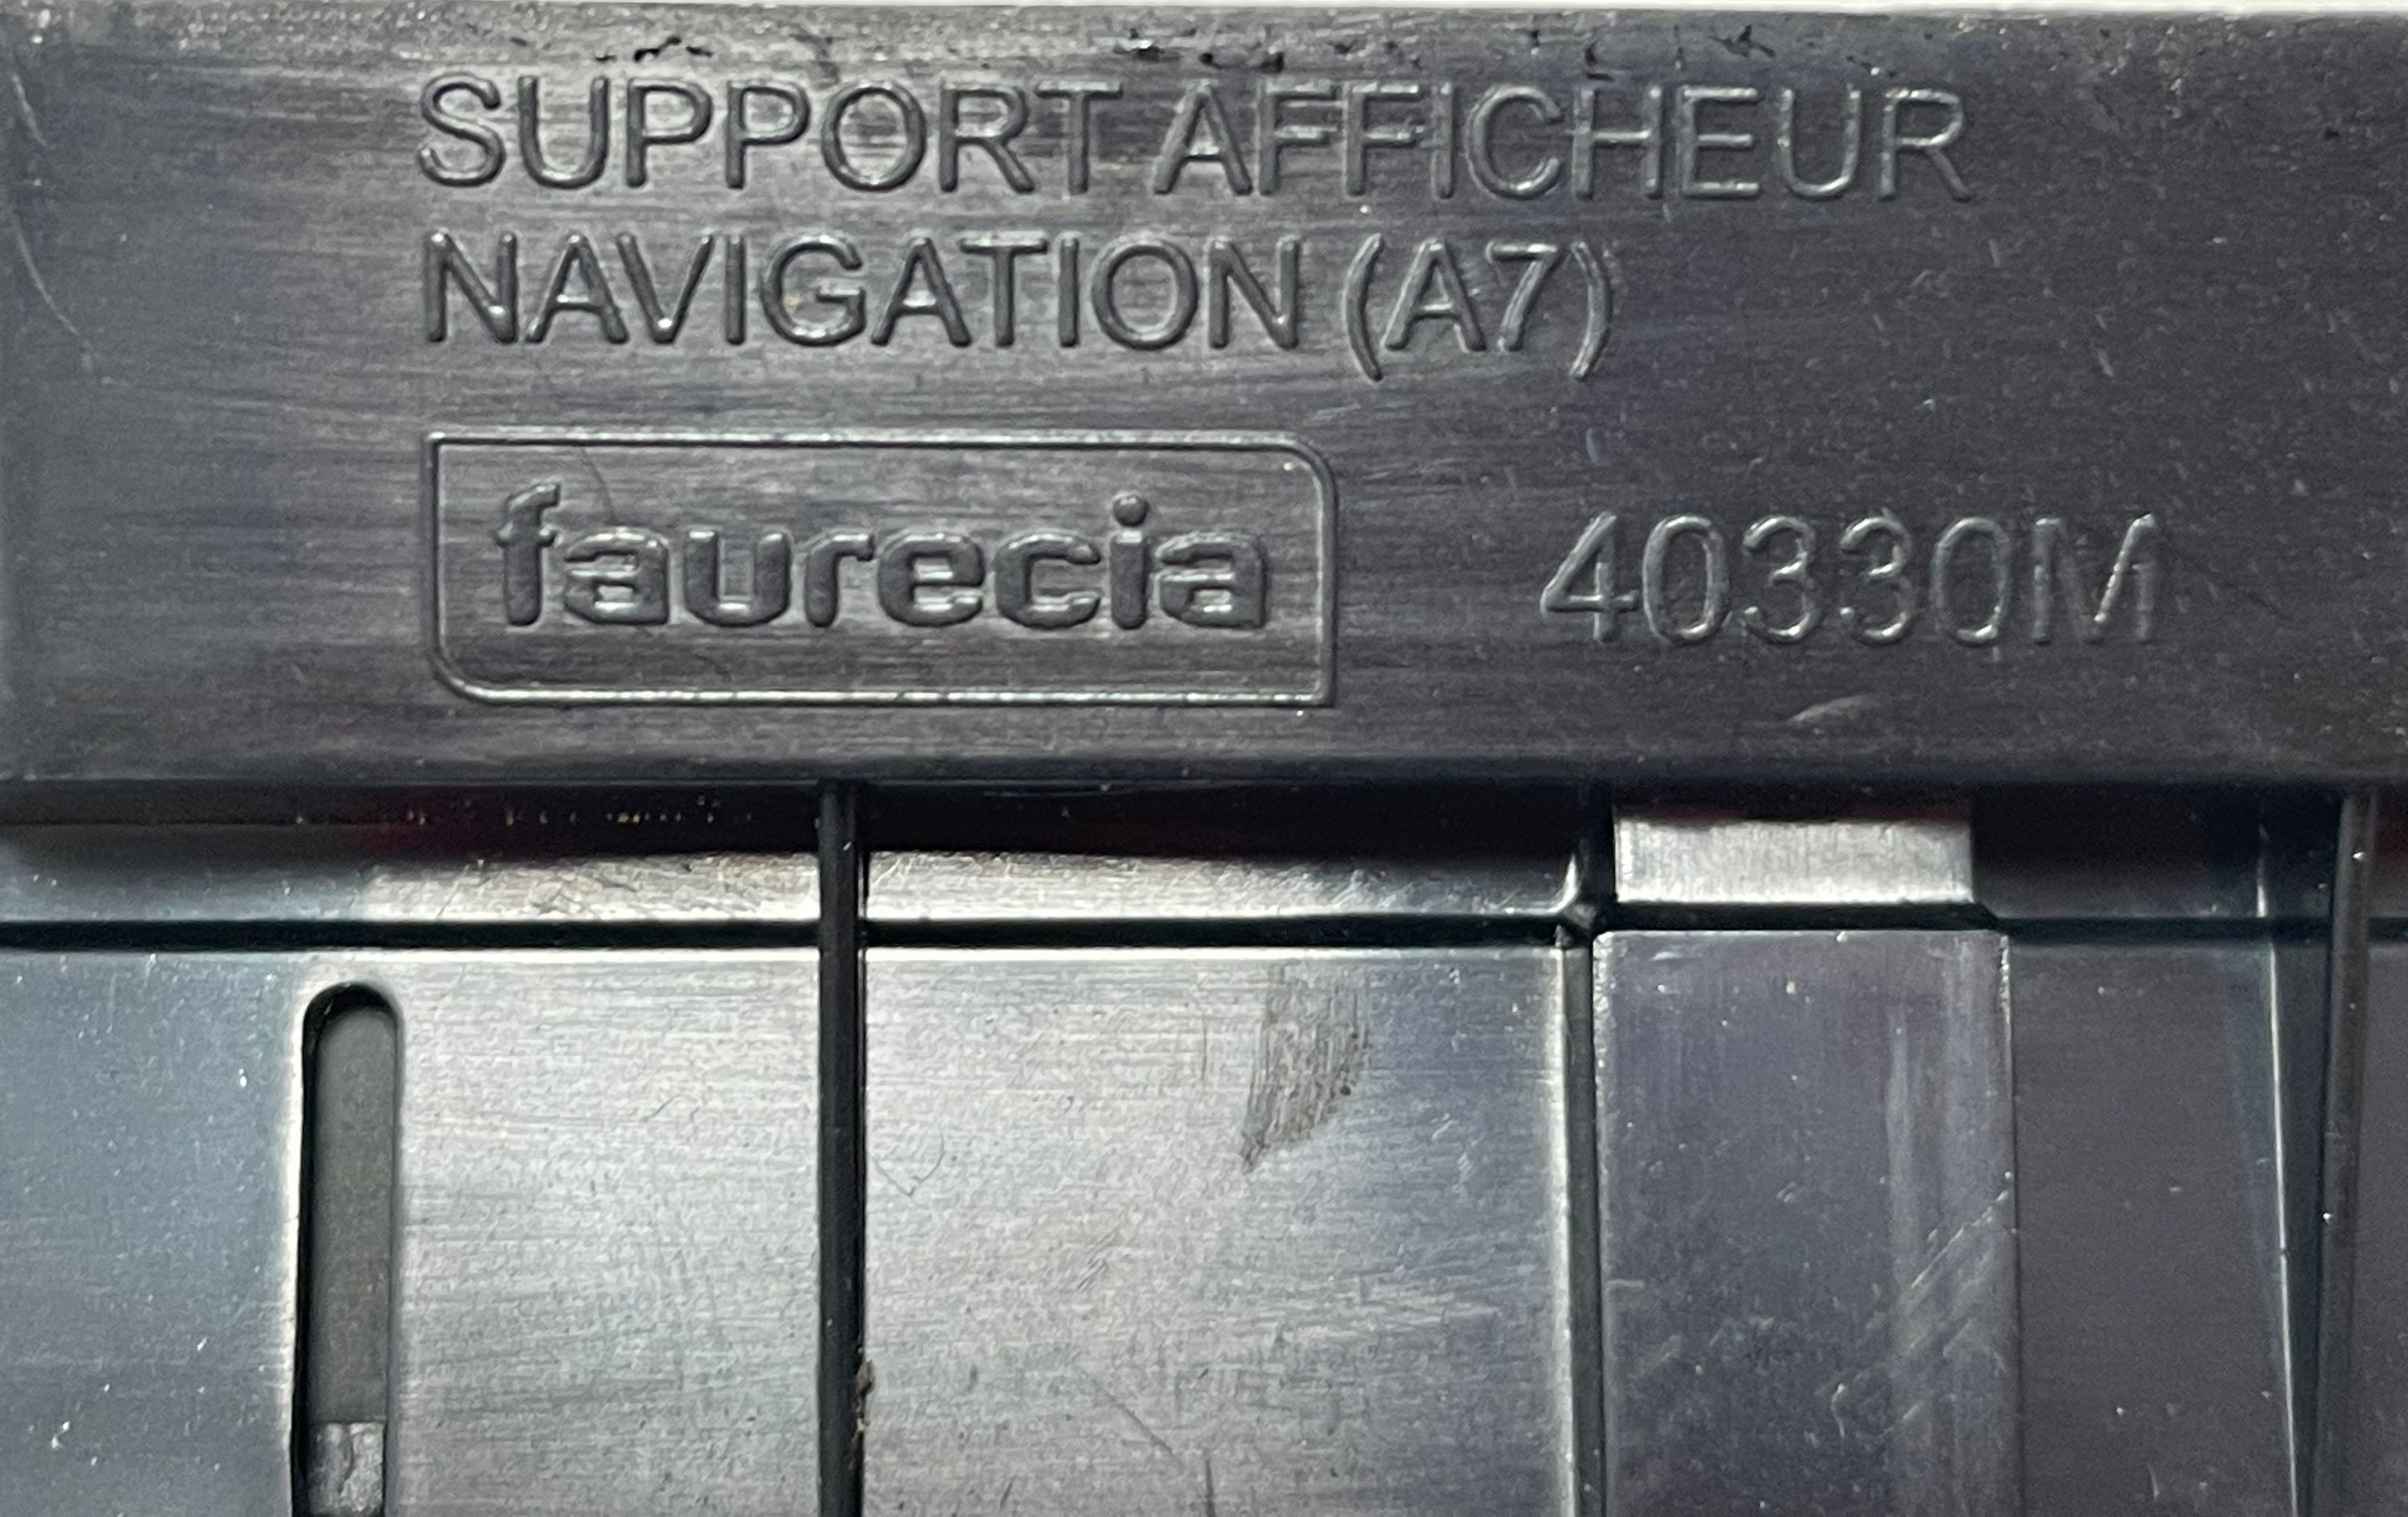 SUPPORT AFFICHEUR
NAVIGATION (A7)
faurecia 40330M